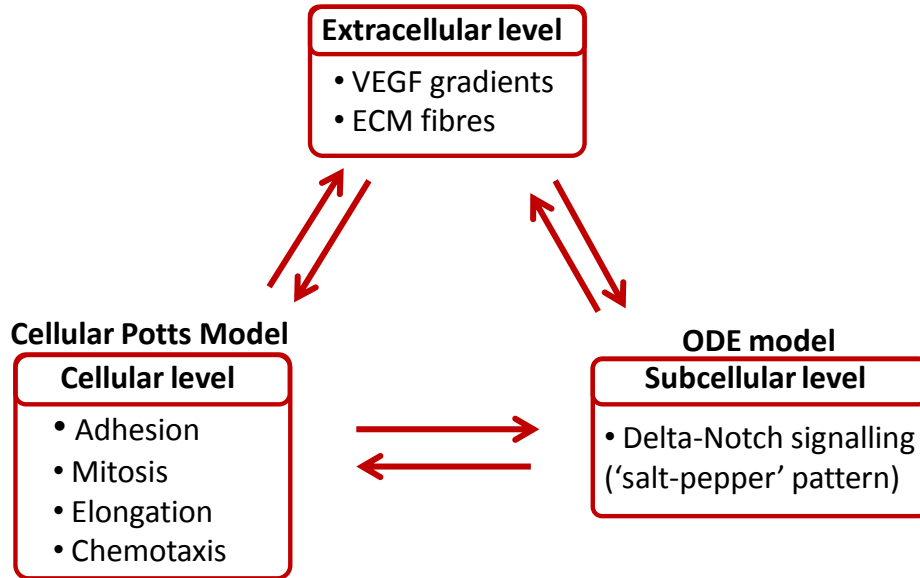 Extracellular level
• VEGF gradients
• ECM fibres
Cellular Potts Model
Cellular level
• Adhesion
• Mitosis
• Elongation
• Chemotaxis
ODE model
Subcellular level
• Delta-Notch signalling
(‘salt-pepper’ pattern)